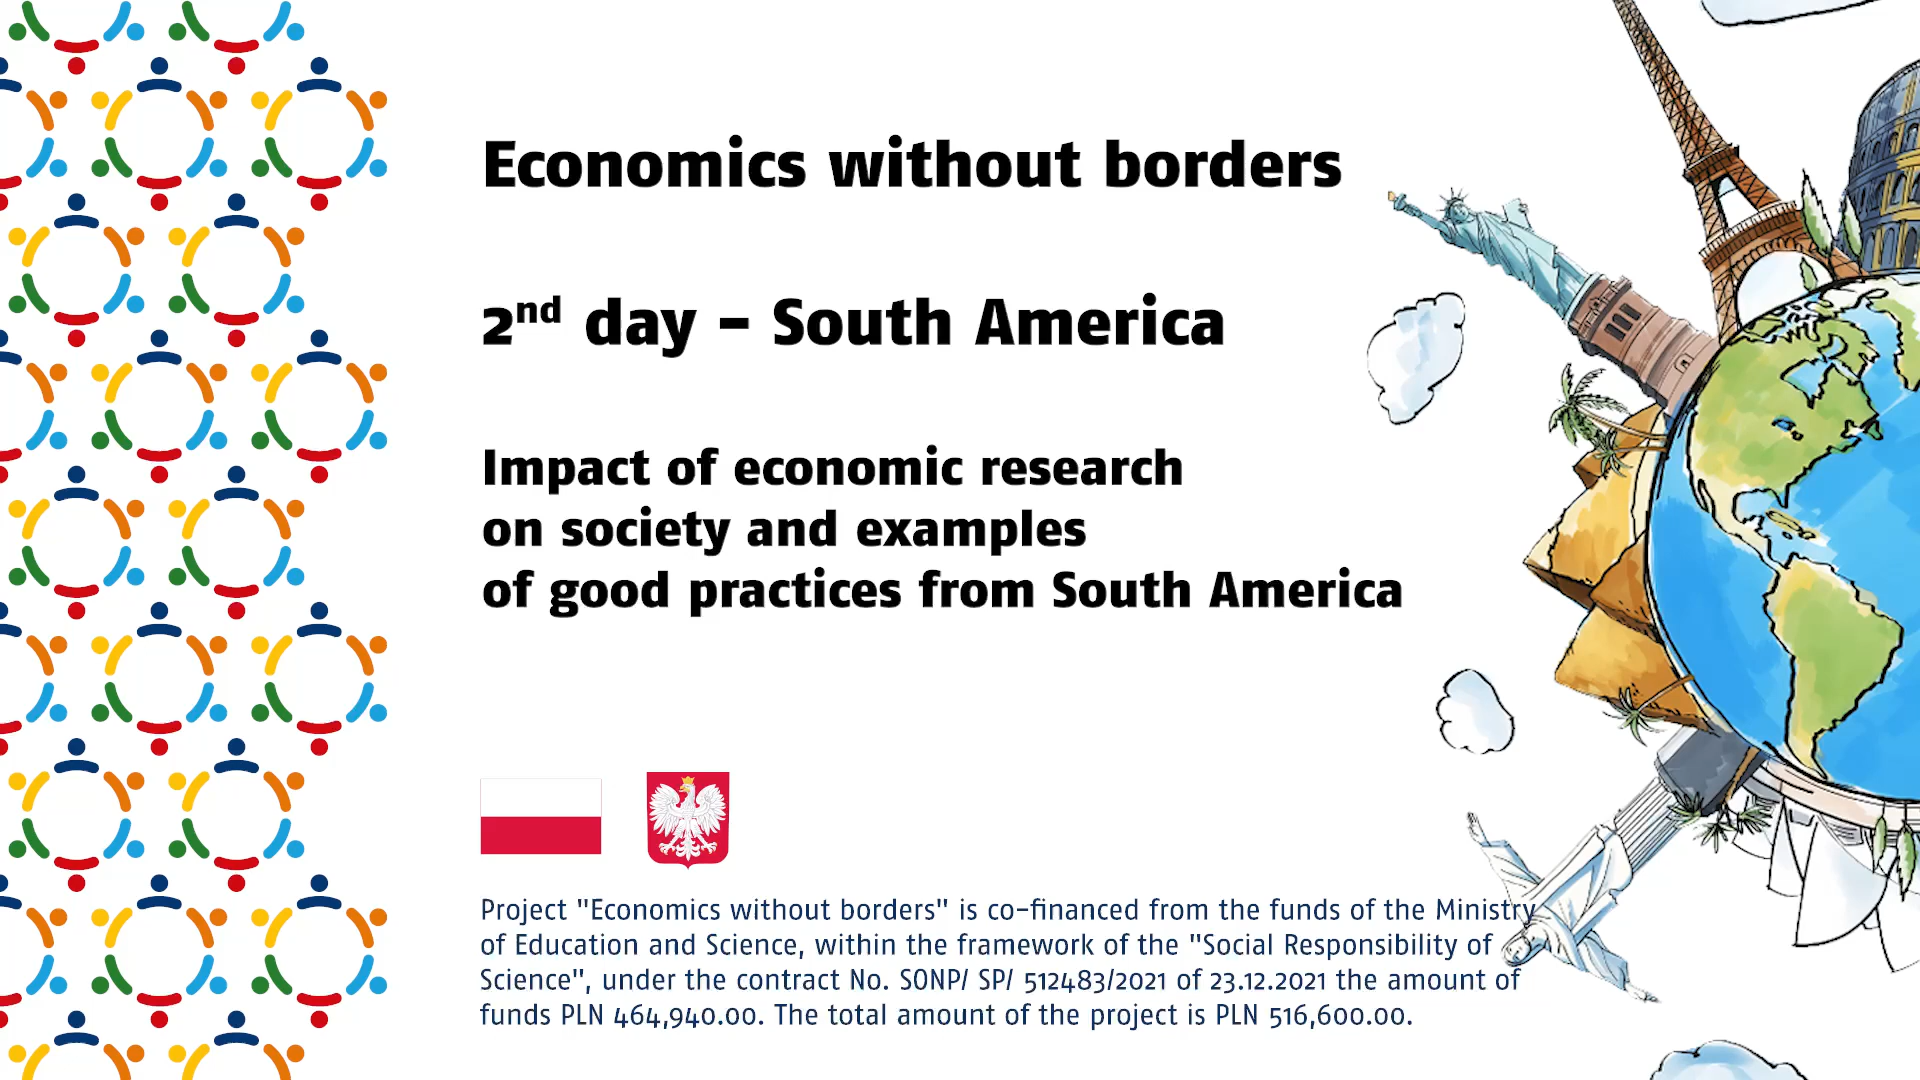 Economics without borders
2nd day – South America
Impact of economic research
on society and examples
of good practices from South America
Project "Economics without borders" is co-financed from the funds of the Ministry
of Education and Science, within the framework of the "Social Responsibility of
Science", under the contract No. SONP/ SP/ 512483/2021 of 23.12.2021 the amount of
funds PLN 464,940.00. The total amount of the project is PLN 516,600.00.